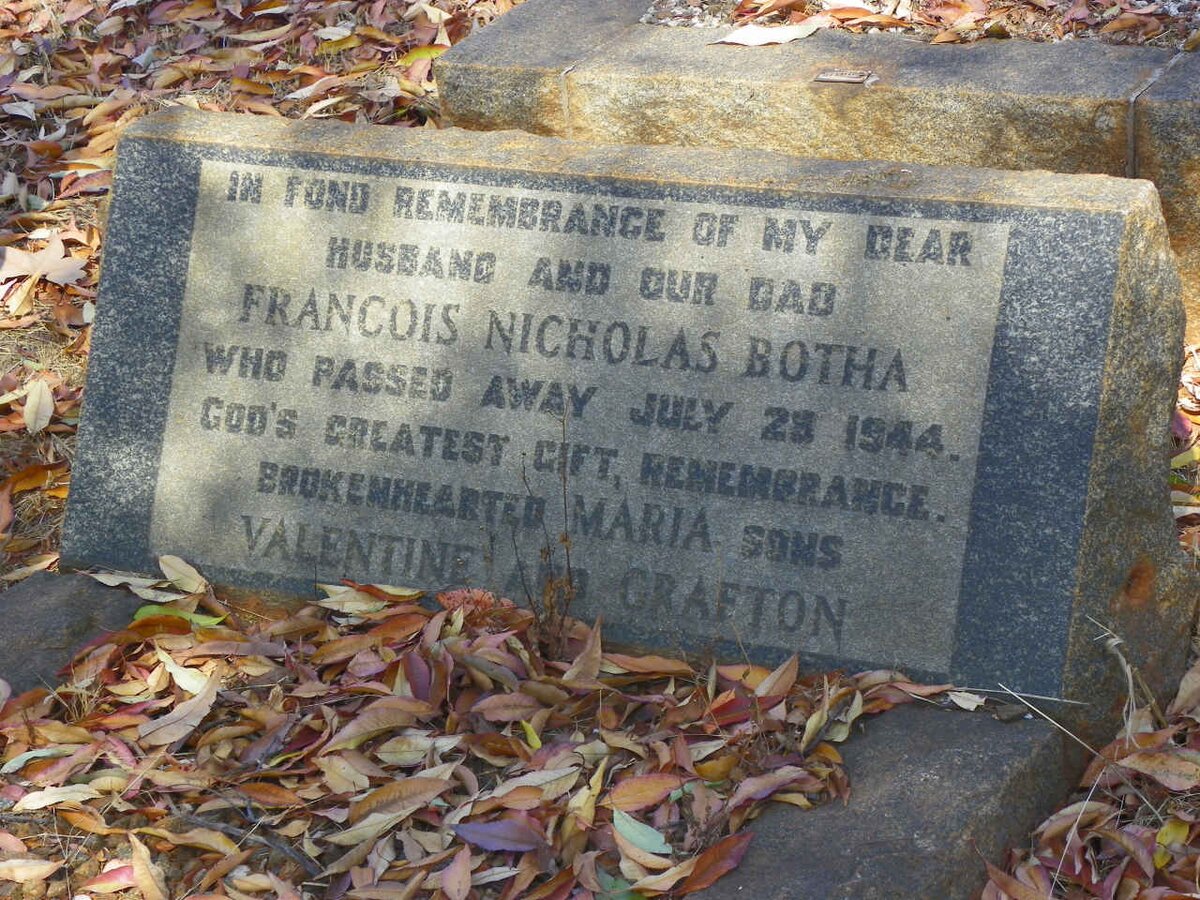 IN FOND REMEMBRANCE OF MY DEAR
HUSBAND AND OUR DAD
FRANCOIS NICHOLAS BOTHA
WHO PASSED AWAY JULY 29 1944.
GOD'S GREATEST GIFT, REMEMBRANCE.
BROKENHEARTED MARIA SONS
VALENTINE AND CRAFTON